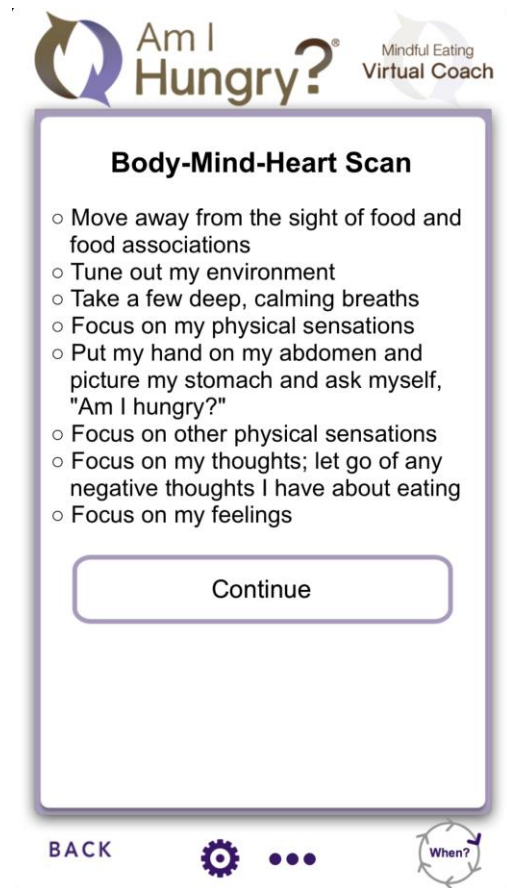 Am I
Hungry?®
Mindful Eating
Virtual Coach
Body-Mind-Heart Scan
○ Move away from the sight of food and
food associations
○ Tune out my environment
○ Take a few deep, calming breaths
○ Focus on my physical sensations
○ Put my hand on my abdomen and
picture my stomach and ask myself,
"Am I hungry?"
○ Focus on other physical sensations
○ Focus on my thoughts; let go of any
negative thoughts I have about eating
○ Focus on my feelings
Continue
BACK
When?